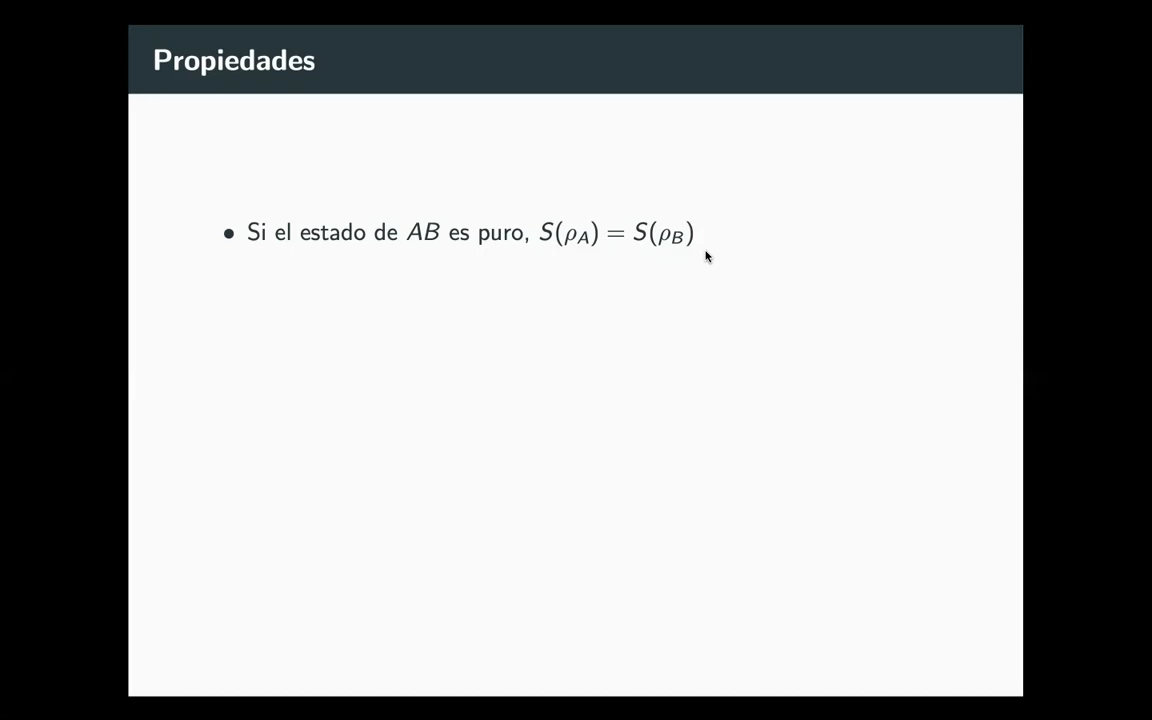 Propiedades
• Si el estado de AB es puro, S(ρ_A) = S(ρ_B)